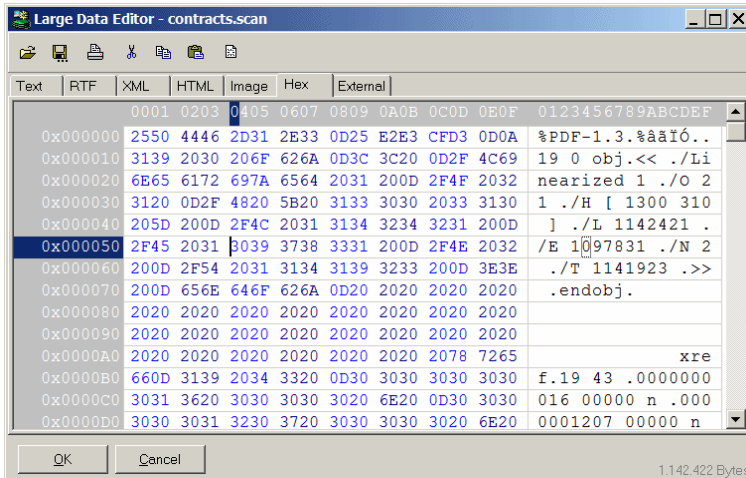 Large Data Editor - contracts.scan
Text RTF XML HTML Image Hex External
0001 0203 0405 0607 0809 0A0B 0C0D 0E0F 0123456789ABCDEF
0x000000 2550 4446 2D31 2E33 0D25 E2E3 CFD3 0D0A %PDF-1.3.%âãÏÓ..
0x000010 3139 2030 206F 626A 0D3C 3C20 0D2F 4C69 19 0 obj.<< ./Li
0x000020 6E65 6172 697A 6564 2031 200D 2F4F 2032 nearized 1 ./O 2
0x000030 3120 0D2F 4820 5B20 3133 3030 2033 3130 1 ./H [ 1300 310
0x000040 205D 200D 2F4C 2031 3134 3234 3231 200D ] ./L 1142421 .
0x000050 2F45 2031 3039 3738 3331 200D 2F4E 2032 /E 1097831 ./N 2
0x000060 200D 2F54 2031 3134 3139 3233 200D 3E3E ./T 1141923 .>>
0x000070 200D 656E 646F 626A 0D20 2020 2020 2020 .endobj.
0x000080 2020 2020 2020 2020 2020 2020 2020 2020
0x000090 2020 2020 2020 2020 2020 2020 2020 2020
0x0000A0 2020 2020 2020 2020 2020 2020 2078 7265 xre
0x0000B0 660D 3139 2034 3320 0D30 3030 3030 3030 f.19 43 .0000000
0x0000C0 3031 3620 3030 3030 3020 6E20 0D30 3030 016 00000 n .000
0x0000D0 3030 3031 3230 3720 3030 3030 3020 6E20 0001207 00000 n
OK Cancel 1.142.422 Bytes